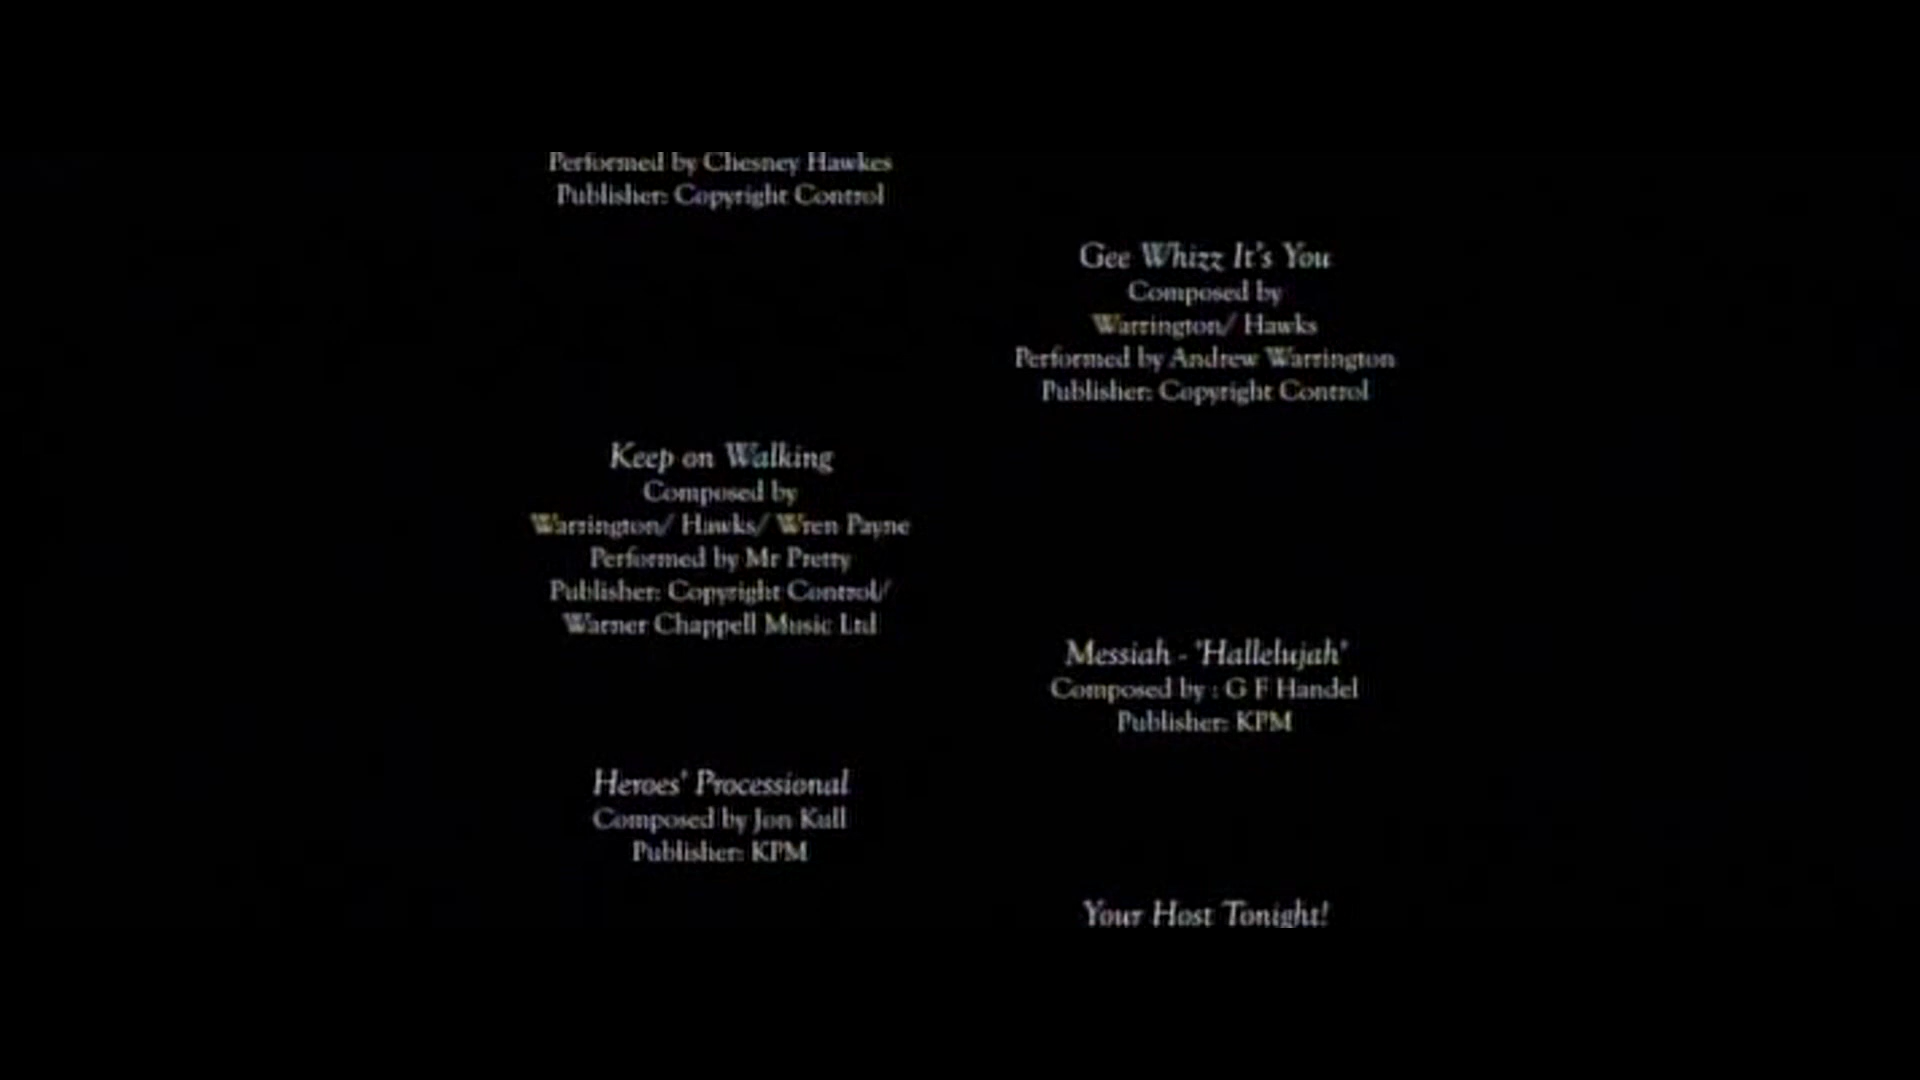 Performed by Chesney Hawkes
Publisher: Copyright Control
Gee Whizz It's You
Composed by
Warrington/ Hawks
Performed by Andrew Warrington
Publisher: Copyright Control
Keep on Walking
Composed by
Warrington/ Hawks/ Wren Payne
Performed by Mr Pretty
Publisher: Copyright Control/
Warner Chappell Music Ltd
Messiah - 'Hallelujah'
Composed by : G F Handel
Publisher: KPM
Heroes' Processional
Composed by Jon Kull
Publisher: KPM
Your Host Tonight!